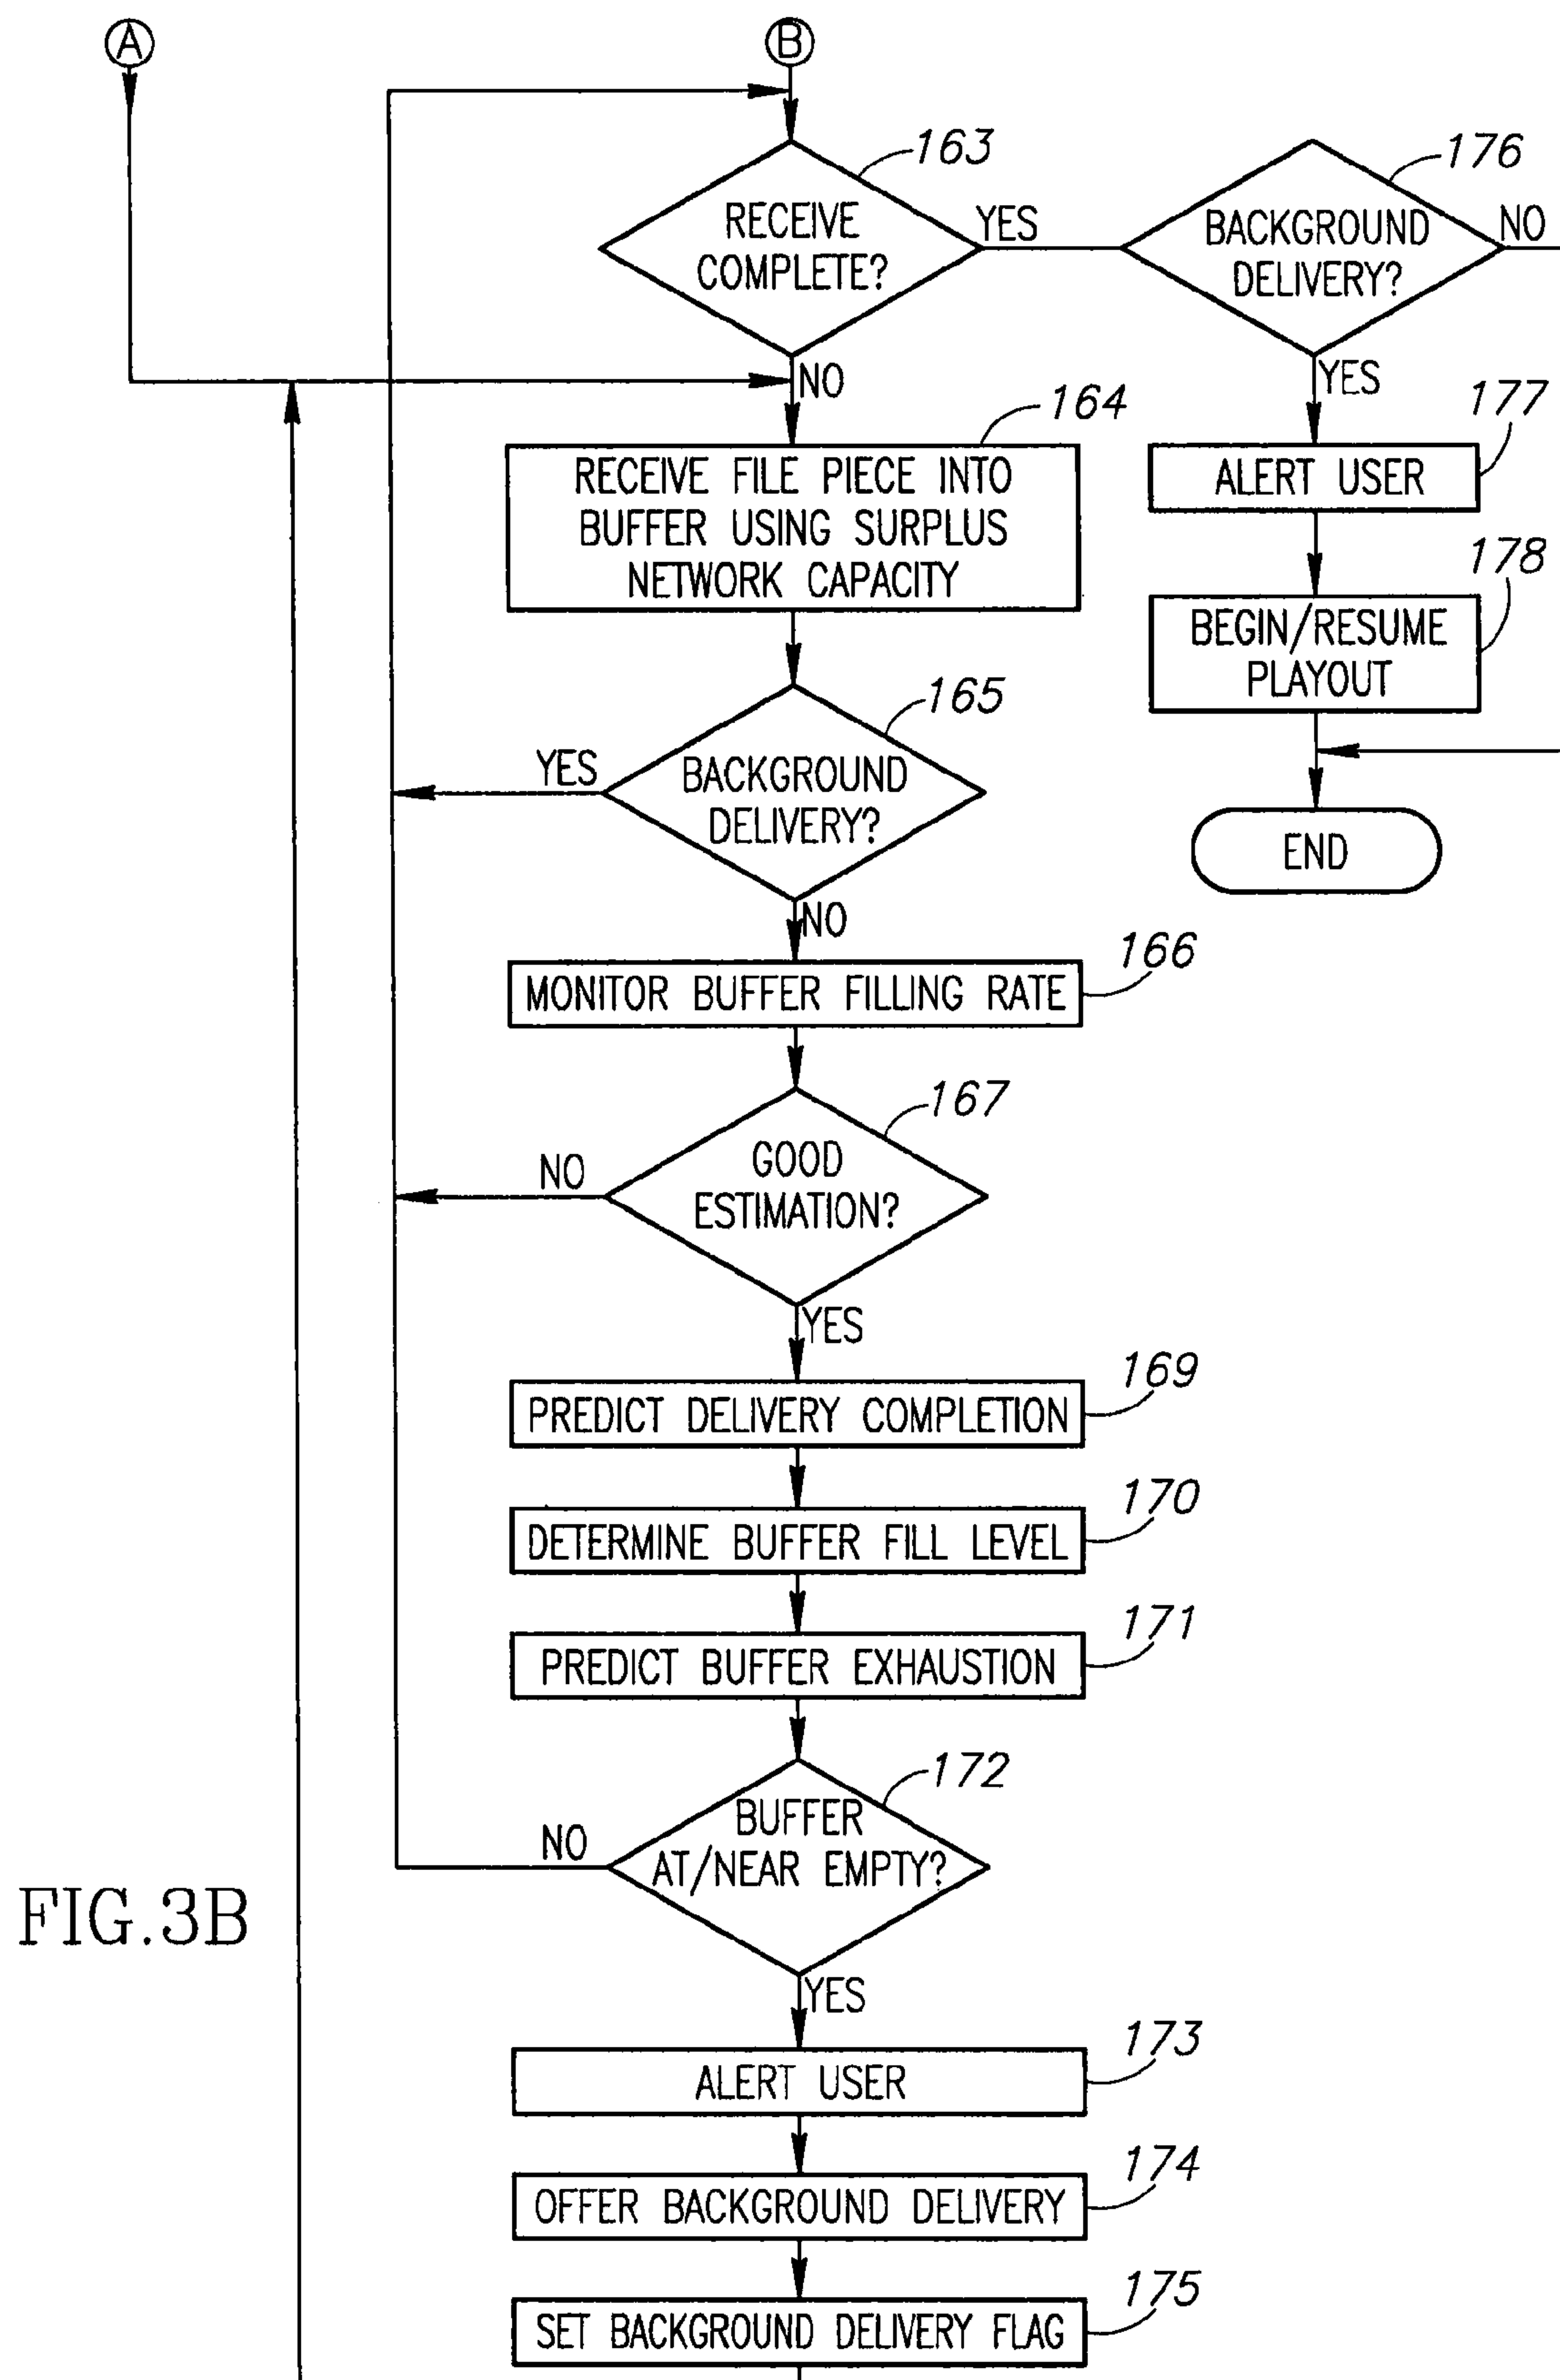 A
B
163
RECEIVE
COMPLETE?
YES
NO
176
BACKGROUND
DELIVERY?
NO
YES
164
RECEIVE FILE PIECE INTO
BUFFER USING SURPLUS
NETWORK CAPACITY
177
ALERT USER
178
BEGIN/RESUME
PLAYOUT
END
165
BACKGROUND
DELIVERY?
YES
NO
166
MONITOR BUFFER FILLING RATE
167
GOOD
ESTIMATION?
NO
YES
169
PREDICT DELIVERY COMPLETION
170
DETERMINE BUFFER FILL LEVEL
171
PREDICT BUFFER EXHAUSTION
172
BUFFER
AT/NEAR EMPTY?
NO
YES
FIG.3B
173
ALERT USER
174
OFFER BACKGROUND DELIVERY
175
SET BACKGROUND DELIVERY FLAG